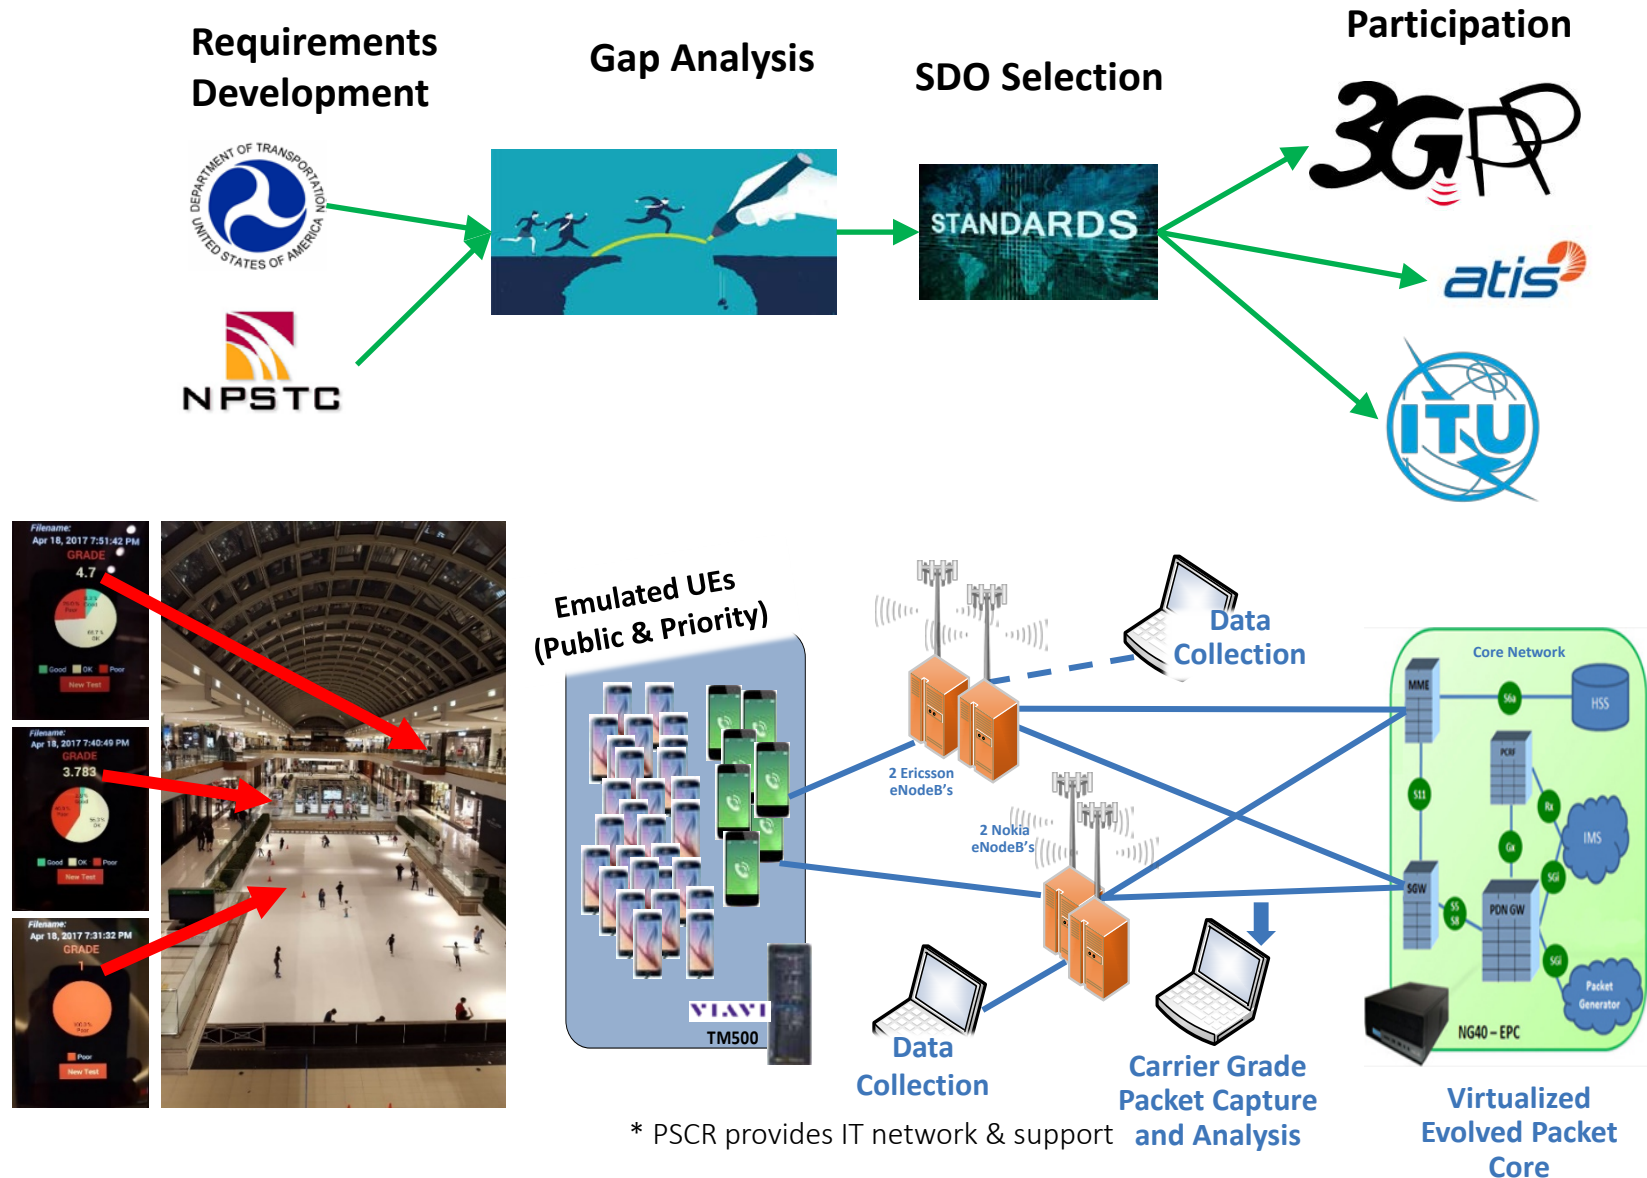 Requirements
Development
Gap Analysis
SDO Selection
Participation
DEPARTMENT OF TRANSPORTATION
UNITED STATES OF AMERICA
NPSTC
STANDARDS
3GPP
atis
ITU
Filename:
Apr 18, 2017 7:51:42 PM
GRADE
4.7
Good OK Poor
New Test
Filename:
Apr 18, 2017 7:40:49 PM
GRADE
3.783
Good OK Poor
New Test
Filename:
Apr 18, 2017 7:31:32 PM
GRADE
1
Poor
New Test
Emulated UEs
(Public & Priority)
VIAVI
TM500
2 Ericsson
eNodeB's
2 Nokia
eNodeB's
Data
Collection
Data
Collection
Carrier Grade
Packet Capture
and Analysis
* PSCR provides IT network & support
Core Network
MME
S6a
HSS
PCRF
S11
Rx
IMS
Gx
SGi
SGW
S5
S8
PDN GW
SGi
Packet
Generator
NG40 – EPC
Virtualized
Evolved Packet
Core